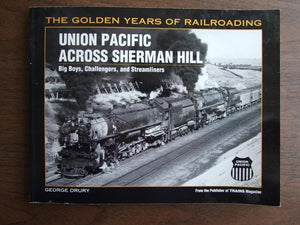 THE GOLDEN YEARS OF RAILROADING
UNION PACIFIC
ACROSS SHERMAN HILL
Big Boys, Challengers, and Streamliners
UNION
PACIFIC
GEORGE DRURY
From the Publisher of TRAINS Magazine